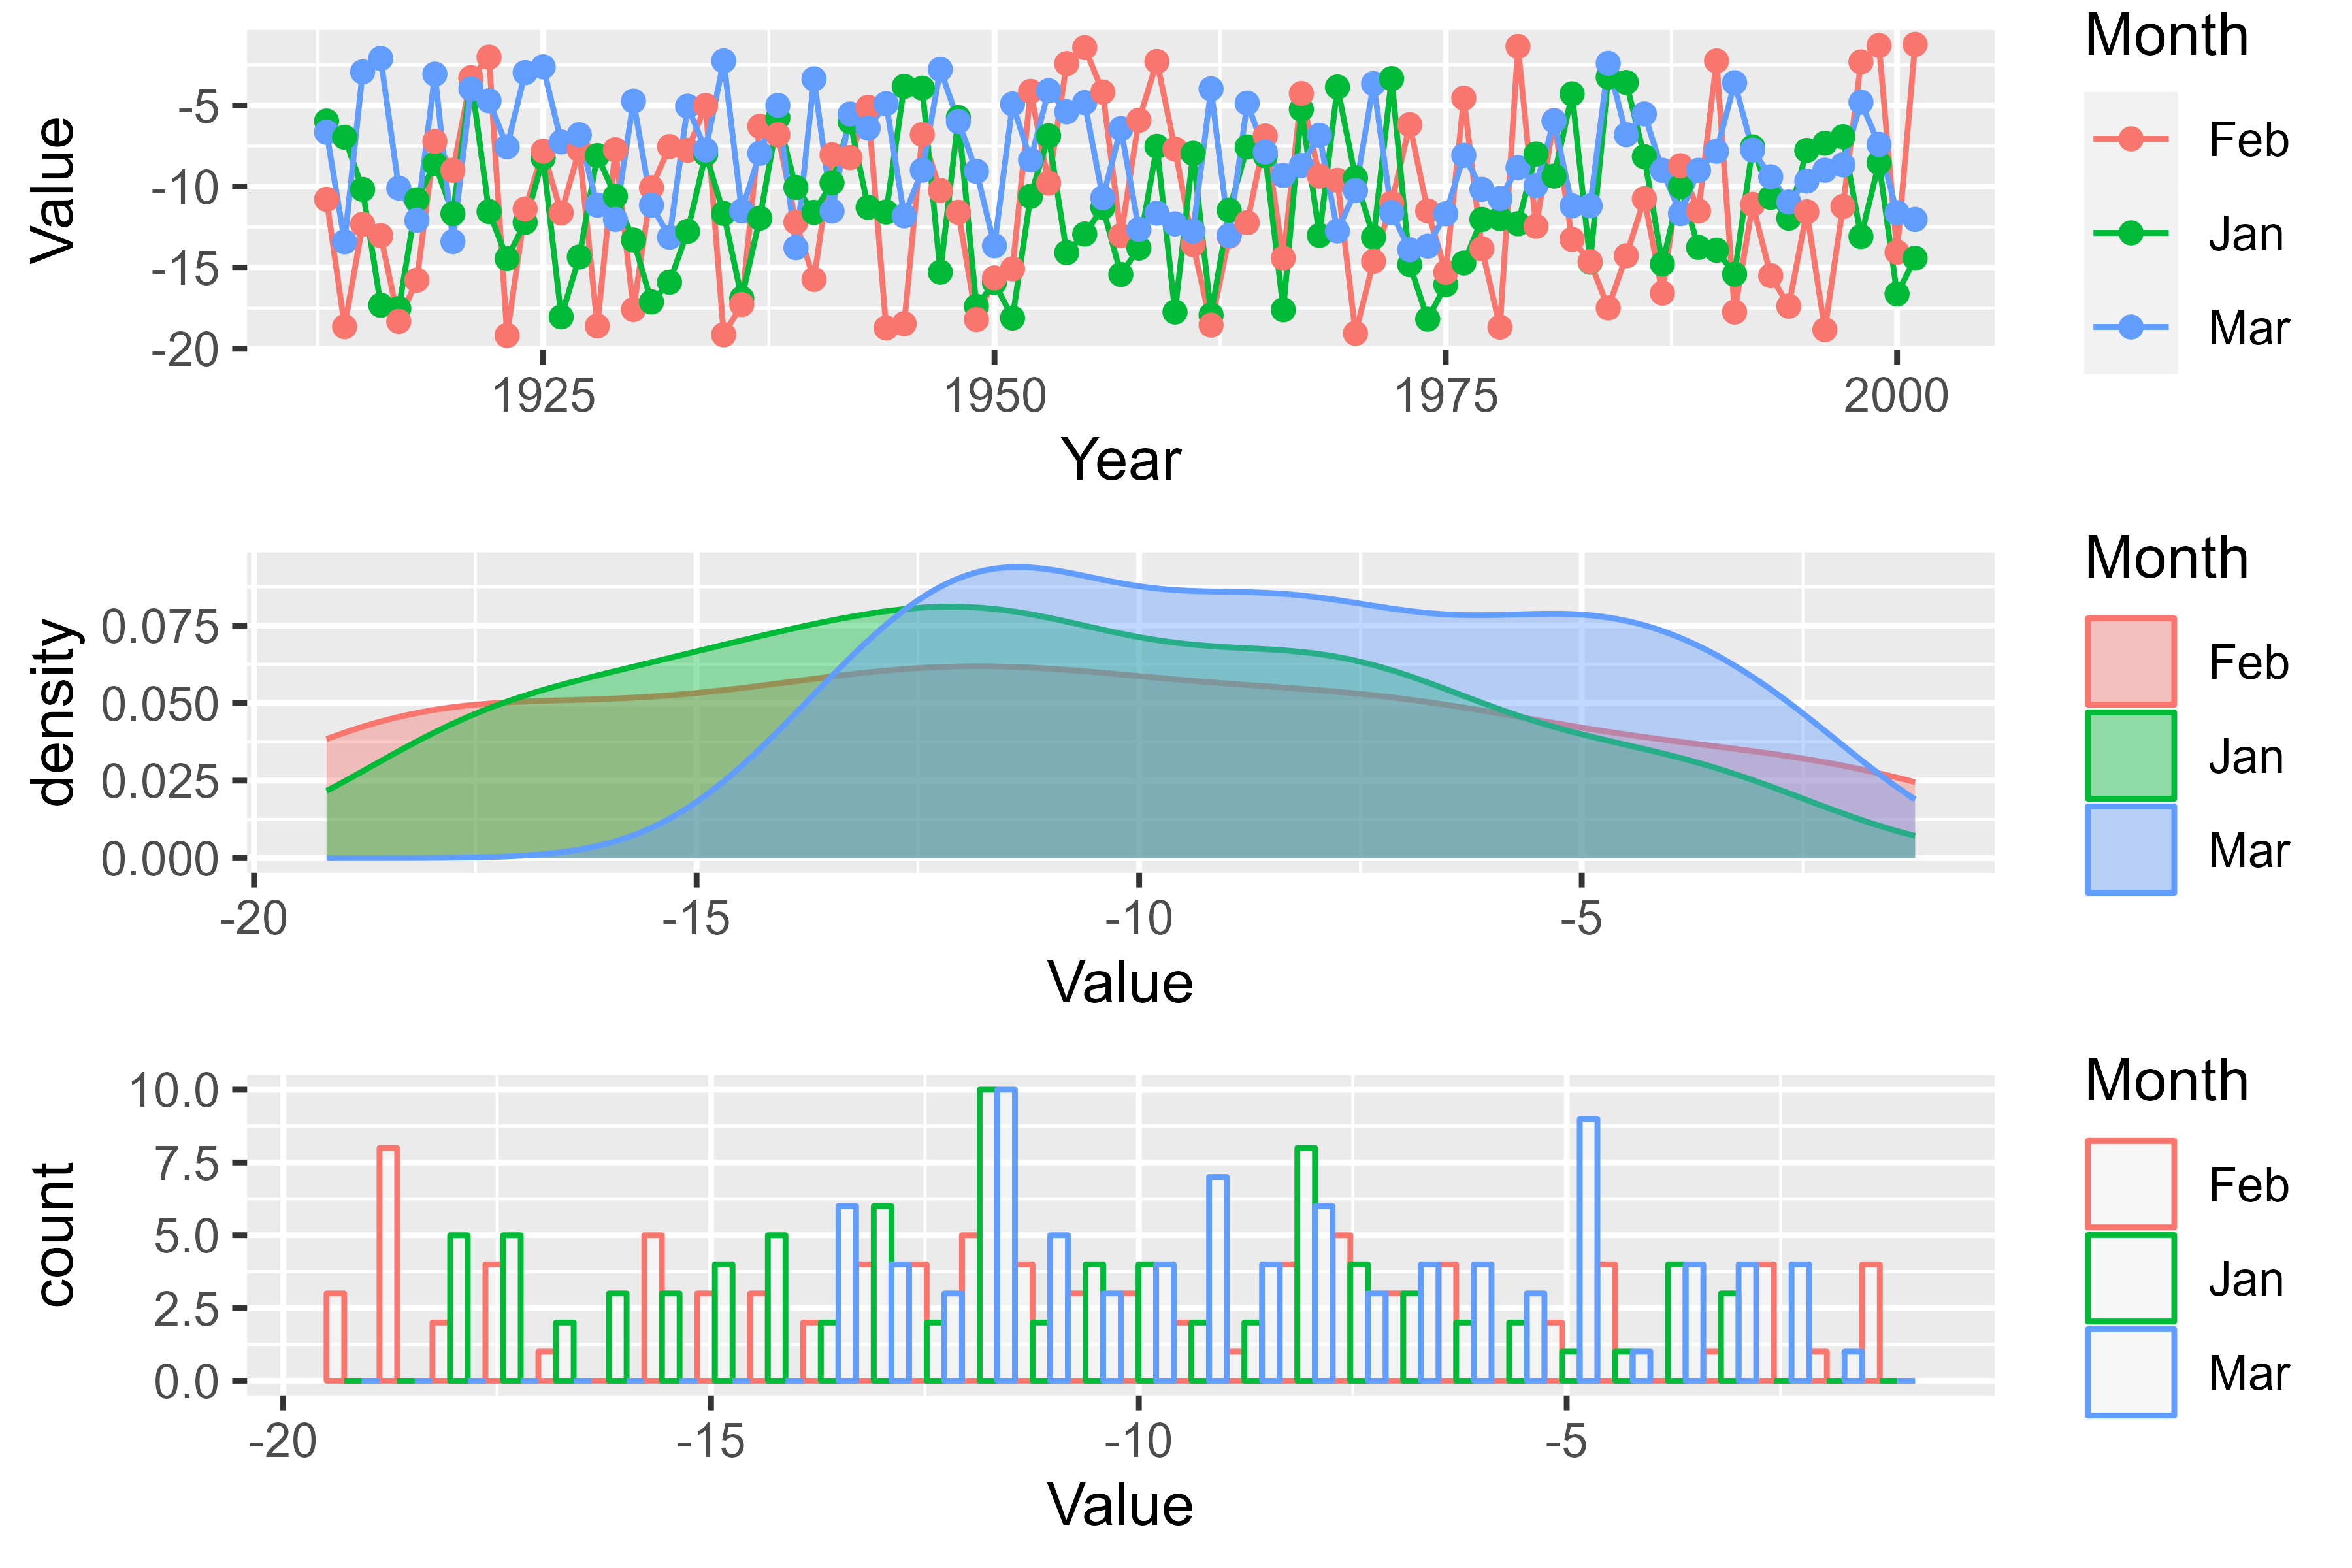 Value
-5
-10
-15
-20
1925 1950 1975 2000
Year
Month
Feb
Jan
Mar
density
0.075
0.050
0.025
0.000
-20 -15 -10 -5
Value
Month
Feb
Jan
Mar
count
10.0
7.5
5.0
2.5
0.0
-20 -15 -10 -5
Value
Month
Feb
Jan
Mar